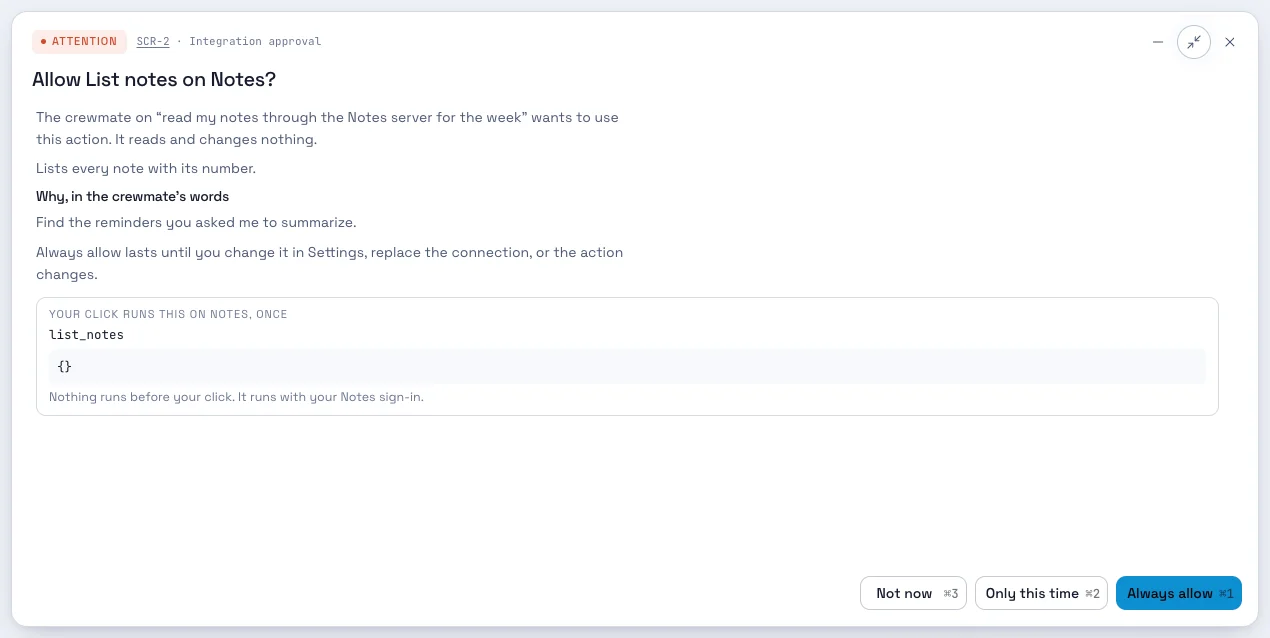 ATTENTION SCR-2 · Integration approval
Allow List notes on Notes?
The crewmate on “read my notes through the Notes server for the week” wants to use
this action. It reads and changes nothing.
Lists every note with its number.
Why, in the crewmate’s words
Find the reminders you asked me to summarize.
Always allow lasts until you change it in Settings, replace the connection, or the action
changes.
YOUR CLICK RUNS THIS ON NOTES, ONCE
list_notes
{}
Nothing runs before your click. It runs with your Notes sign-in.
Not now ⌘3 Only this time ⌘2 Always allow ⌘1